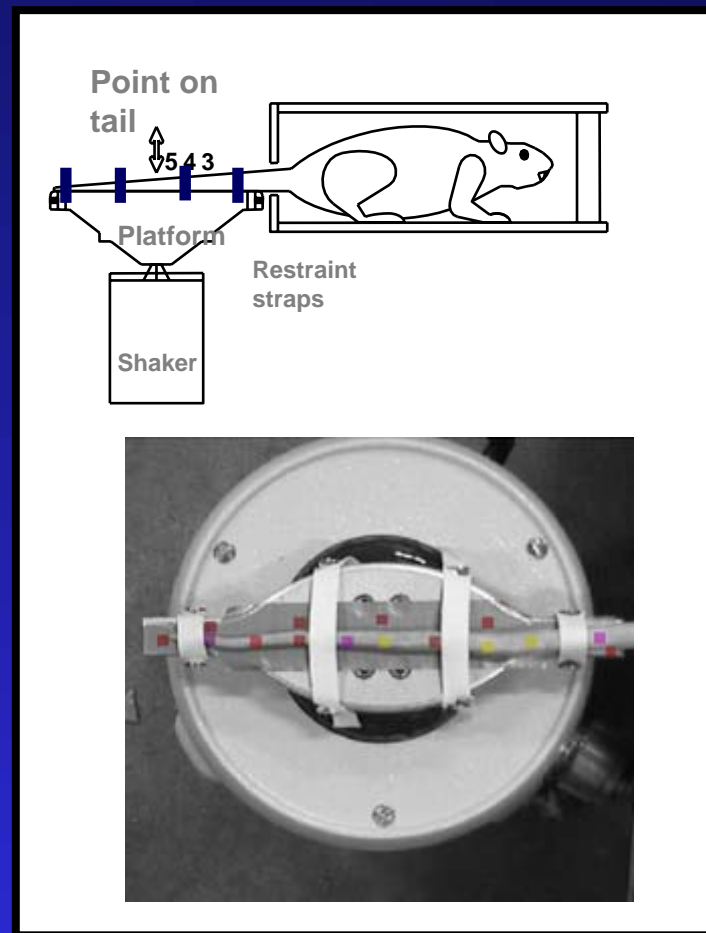 Point on
tail
5 4 3
Platform
Restraint
straps
Shaker